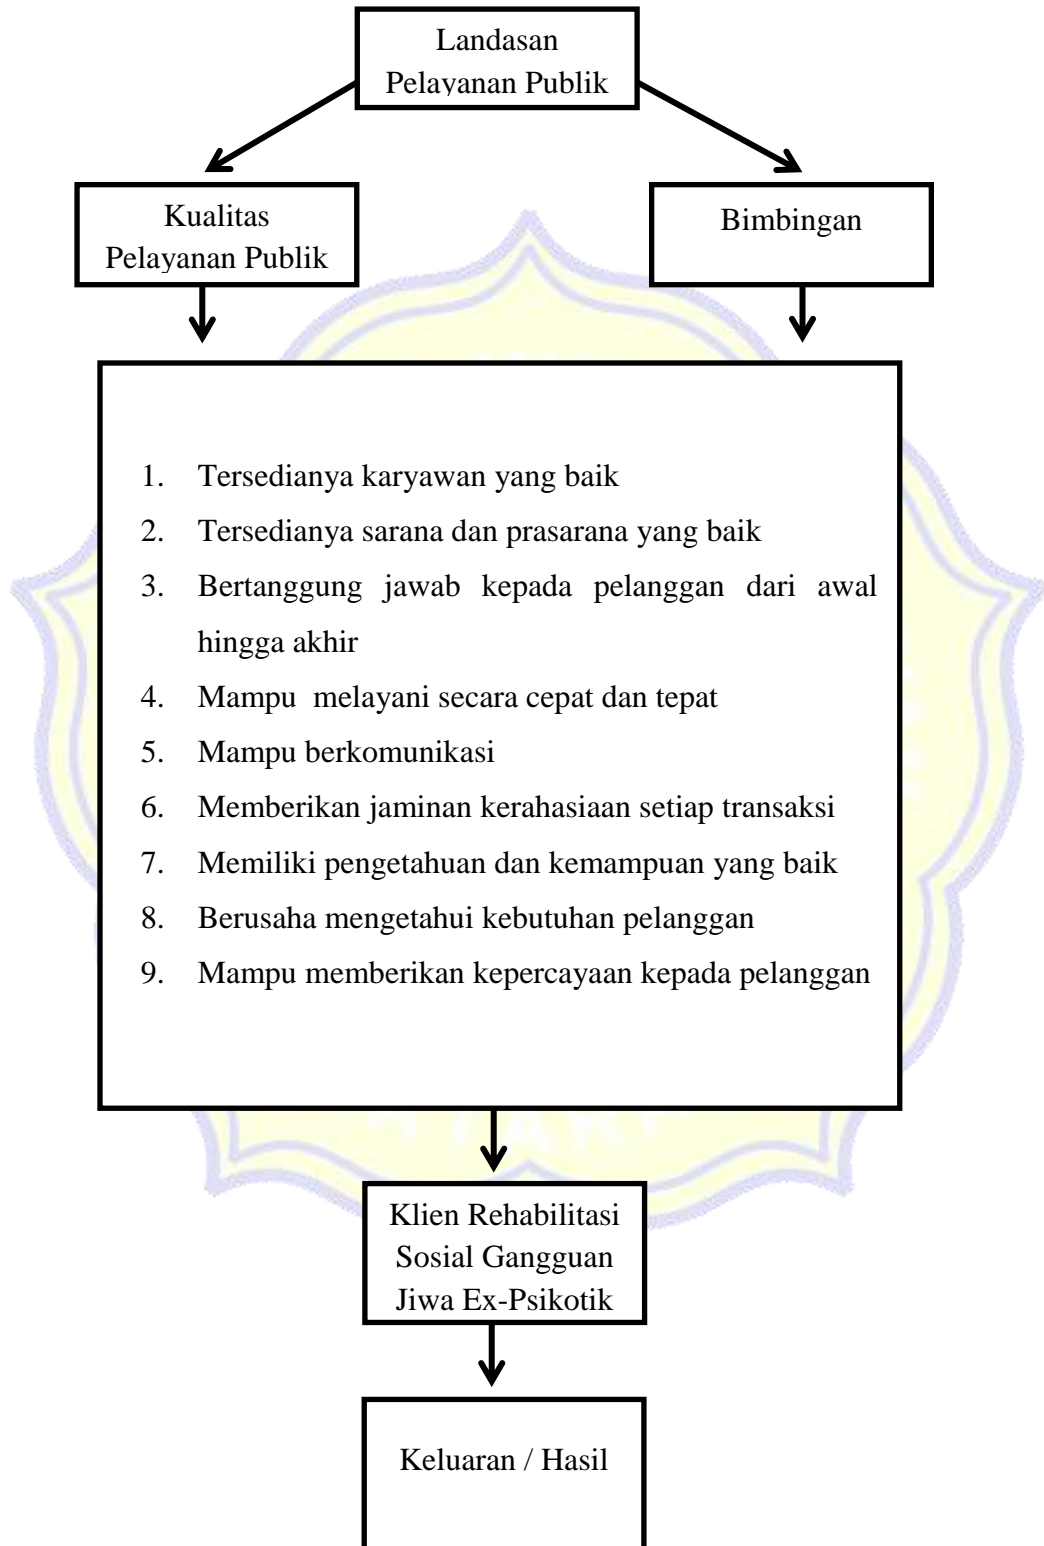 Landasan
Pelayanan Publik
Kualitas
Pelayanan Publik
Bimbingan
1. Tersedianya karyawan yang baik
2. Tersedianya sarana dan prasarana yang baik
3. Bertanggung jawab kepada pelanggan dari awal
hingga akhir
4. Mampu melayani secara cepat dan tepat
5. Mampu berkomunikasi
6. Memberikan jaminan kerahasiaan setiap transaksi
7. Memiliki pengetahuan dan kemampuan yang baik
8. Berusaha mengetahui kebutuhan pelanggan
9. Mampu memberikan kepercayaan kepada pelanggan
Klien Rehabilitasi
Sosial Gangguan
Jiwa Ex-Psikotik
Keluaran / Hasil